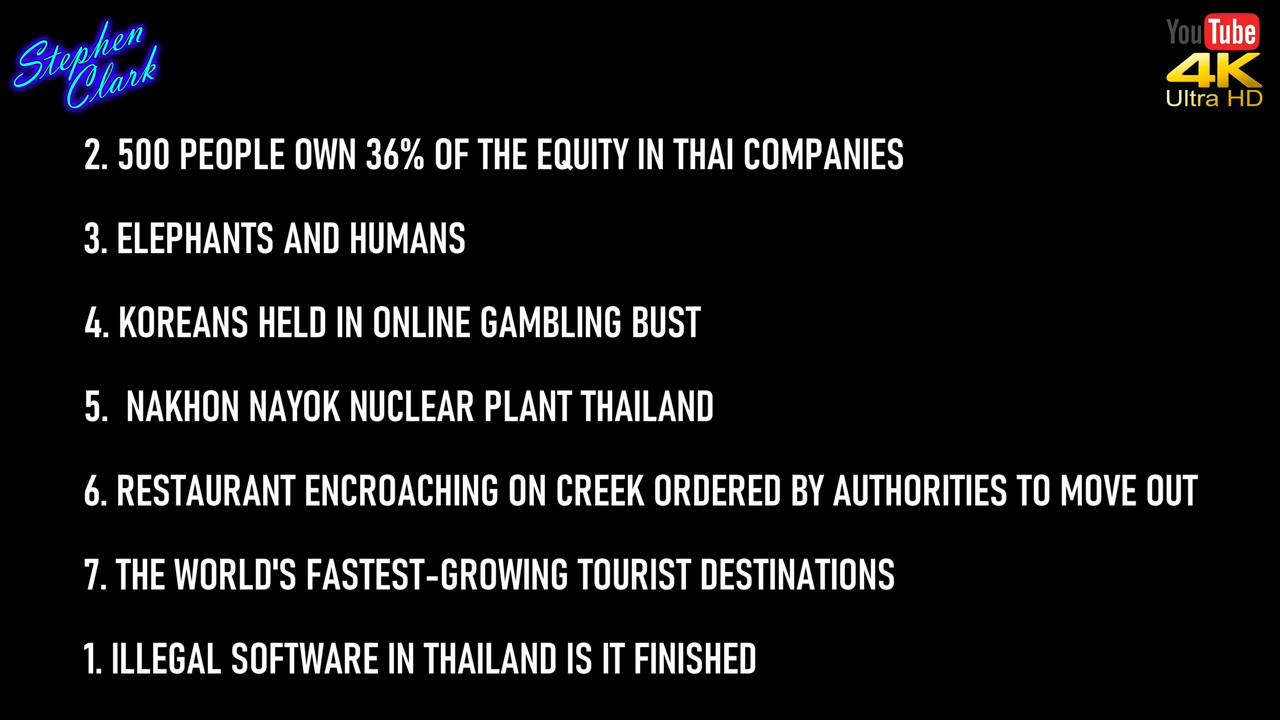 Stephen
Clark
YouTube
4K
Ultra HD
2. 500 PEOPLE OWN 36% OF THE EQUITY IN THAI COMPANIES
3. ELEPHANTS AND HUMANS
4. KOREANS HELD IN ONLINE GAMBLING BUST
5.  NAKHON NAYOK NUCLEAR PLANT THAILAND
6. RESTAURANT ENCROACHING ON CREEK ORDERED BY AUTHORITIES TO MOVE OUT
7. THE WORLD'S FASTEST-GROWING TOURIST DESTINATIONS
1. ILLEGAL SOFTWARE IN THAILAND IS IT FINISHED